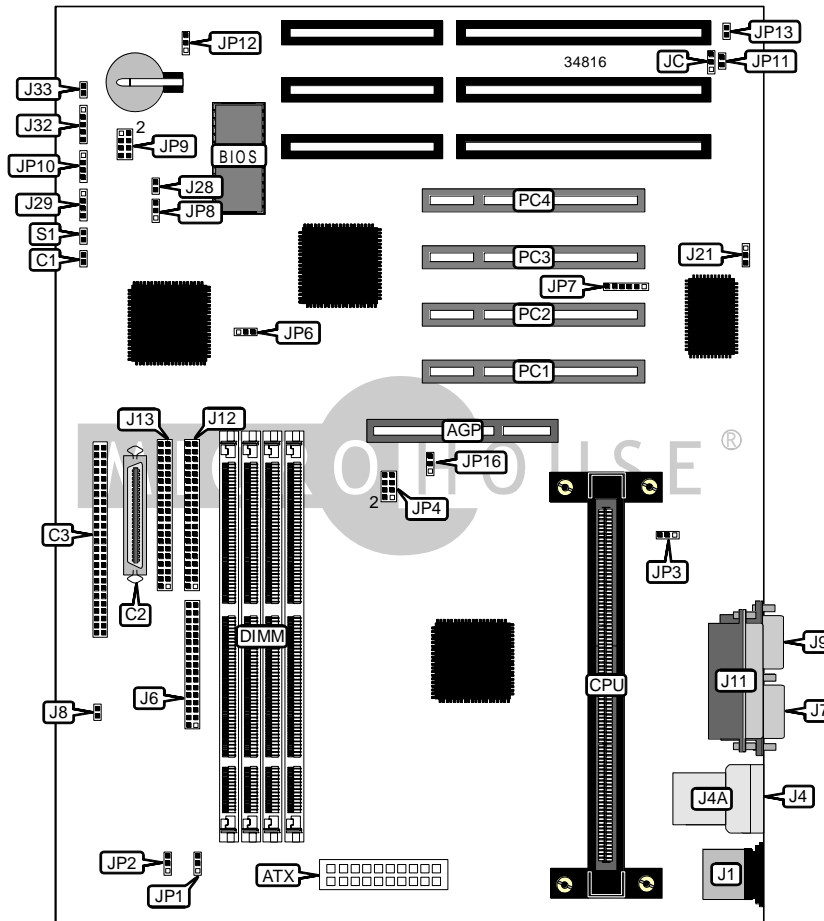 JP12
JP13
34816
JC
JP11
J33
J32
2
JP9
BIOS
JP10
J28
PC4
J29
JP8
S1
C1
PC3
J21
JP7
JP6
PC2
PC1
J13
J12
AGP
MICROHOUSE®
JP16
2
JP4
C3
JP3
C2
DIMM
J9
CPU
J11
J6
J8
J7
J4A
J4
JP2
JP1
ATX
J1